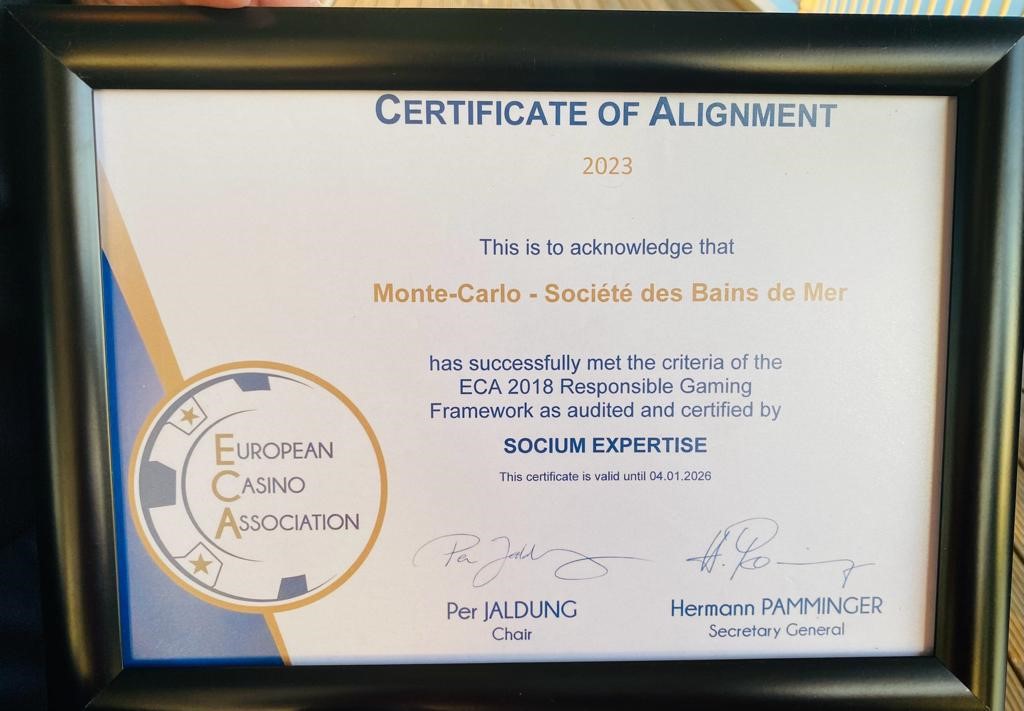 CERTIFICATE OF ALIGNMENT
2023
This is to acknowledge that
Monte-Carlo - Société des Bains de Mer
has successfully met the criteria of the
ECA 2018 Responsible Gaming
Framework as audited and certified by
SOCIUM EXPERTISE
This certificate is valid until 04.01.2026
EUROPEAN
CASINO
ASSOCIATION
Per JALDUNG
Chair
Hermann PAMMINGER
Secretary General